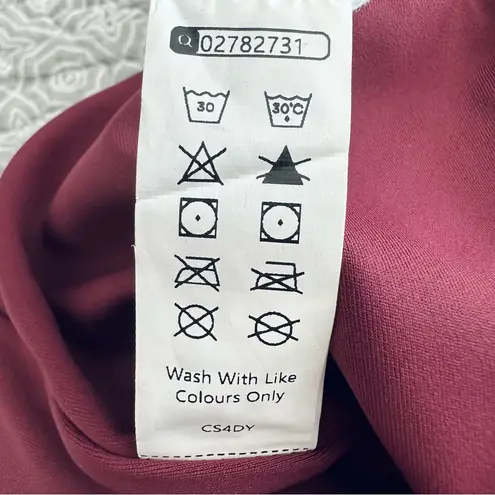 Q 02782731
30 30°C
Wash With Like
Colours Only
CS4DY